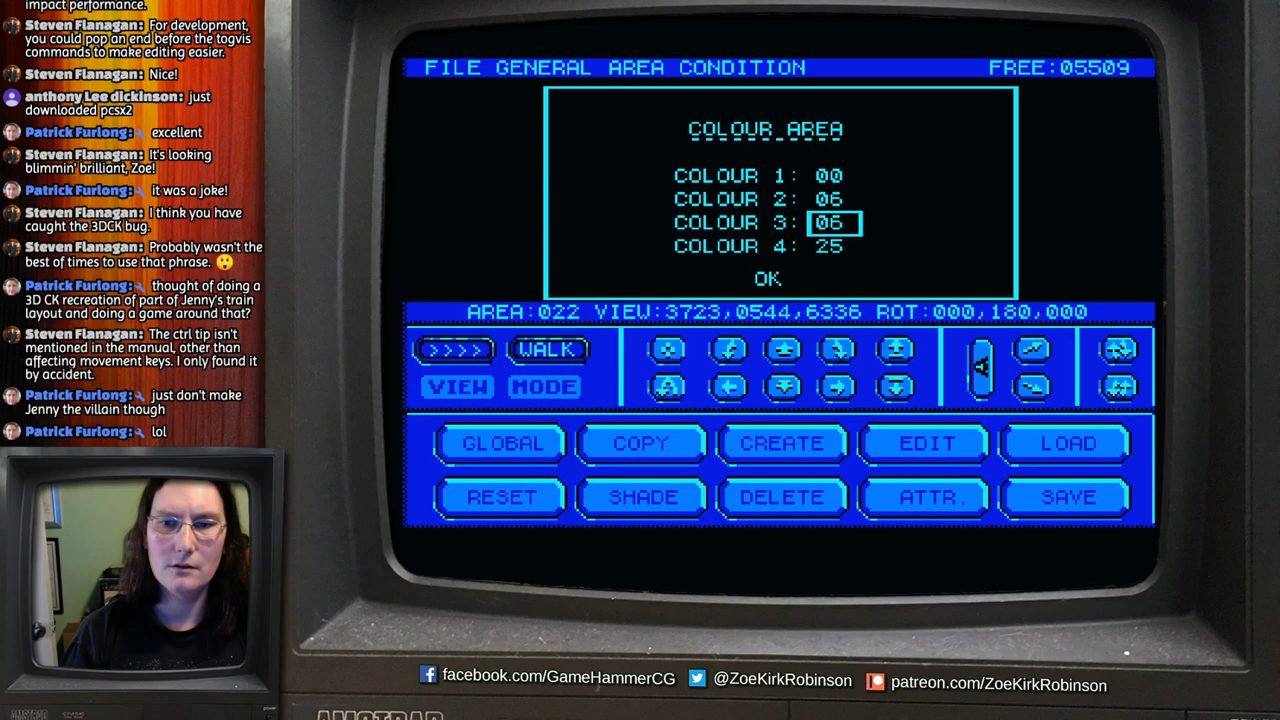 impact performance.
Steven Flanagan: For development,
you could pop an end before the togvis
commands to make editing easier.
Steven Flanagan: Nice!
anthony Lee dickinson: just
downloaded pcsx2
Patrick Furlong: excellent
Steven Flanagan: It's looking
blimmin' brilliant, Zoe!
Patrick Furlong: it was a joke!
Steven Flanagan: I think you have
caught the 3DCK bug.
Steven Flanagan: Probably wasn't the
best of times to use that phrase. 😲
Patrick Furlong: thought of doing a
3D CK recreation of part of Jenny's train
layout and doing a game around that?
Steven Flanagan: The ctrl tip isn't
mentioned in the manual, other than
affecting movement keys. I only found it
by accident.
Patrick Furlong: just don't make
Jenny the villain though
Patrick Furlong: lol
FILE GENERAL AREA CONDITION FREE:05509
COLOUR AREA
COLOUR 1: 00
COLOUR 2: 06
COLOUR 3: 06
COLOUR 4: 25
OK
AREA:022 VIEW:3723,0544,6336 ROT:000,180,000
>>>> WALK
VIEW MODE
GLOBAL COPY CREATE EDIT LOAD
RESET SHADE DELETE ATTR. SAVE
facebook.com/GameHammerCG @ZoeKirkRobinson patreon.com/ZoeKirkRobinson
AMSTRAD